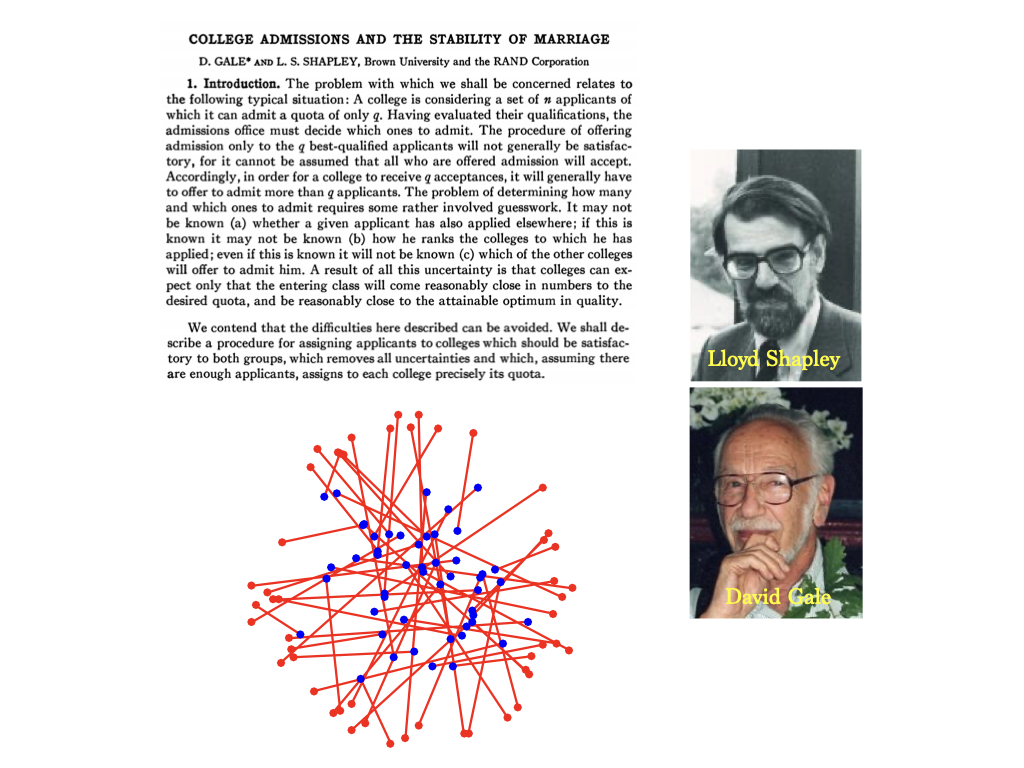 COLLEGE ADMISSIONS AND THE STABILITY OF MARRIAGE
D. GALE* AND L. S. SHAPLEY, Brown University and the RAND Corporation
1. Introduction. The problem with which we shall be concerned relates to
the following typical situation: A college is considering a set of n applicants of
which it can admit a quota of only q. Having evaluated their qualifications, the
admissions office must decide which ones to admit. The procedure of offering
admission only to the q best-qualified applicants will not generally be satisfac-
tory, for it cannot be assumed that all who are offered admission will accept.
Accordingly, in order for a college to receive q acceptances, it will generally have
to offer to admit more than q applicants. The problem of determining how many
and which ones to admit requires some rather involved guesswork. It may not
be known (a) whether a given applicant has also applied elsewhere; if this is
known it may not be known (b) how he ranks the colleges to which he has
applied; even if this is known it will not be known (c) which of the other colleges
will offer to admit him. A result of all this uncertainty is that colleges can ex-
pect only that the entering class will come reasonably close in numbers to the
desired quota, and be reasonably close to the attainable optimum in quality.
We contend that the difficulties here described can be avoided. We shall de-
scribe a procedure for assigning applicants to colleges which should be satisfac-
tory to both groups, which removes all uncertainties and which, assuming there
are enough applicants, assigns to each college precisely its quota.
Lloyd Shapley
David Gale